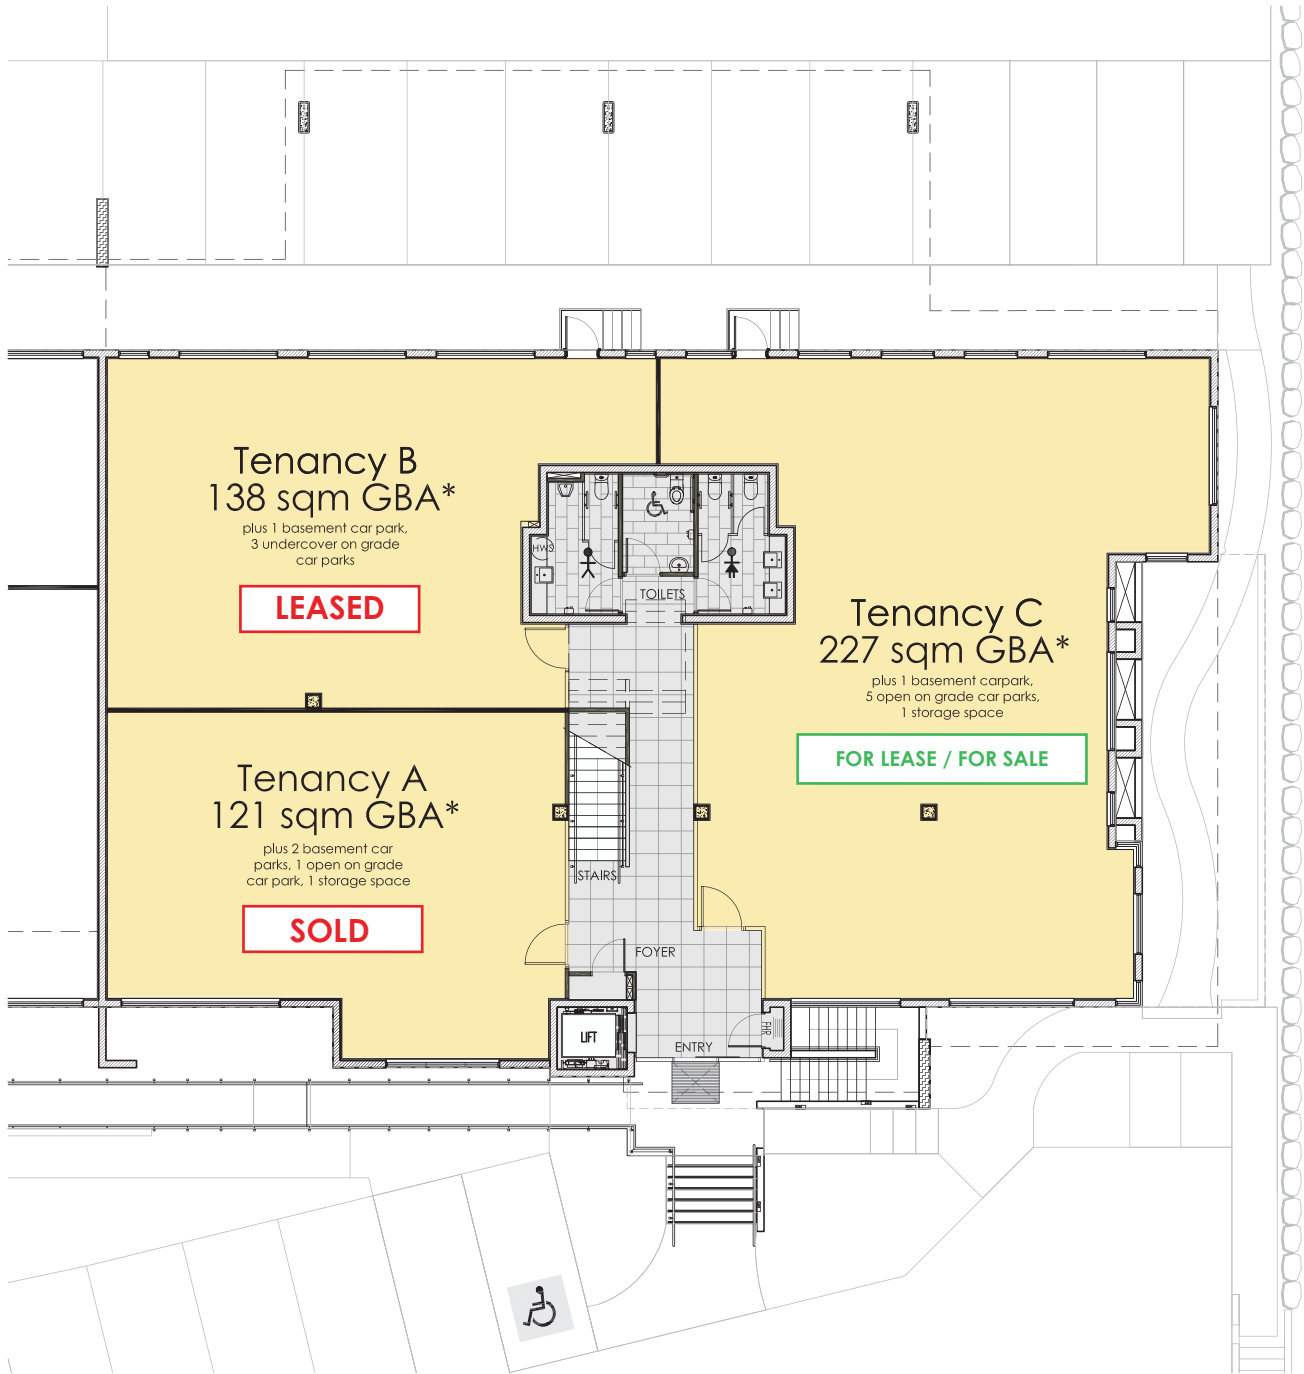 Tenancy B
138 sqm GBA*
plus 1 basement car park,
3 undercover on grade
car parks
LEASED
HWS
TOILETS
Tenancy C
227 sqm GBA*
plus 1 basement carpark,
5 open on grade car parks,
1 storage space
FOR LEASE / FOR SALE
Tenancy A
121 sqm GBA*
plus 2 basement car
parks, 1 open on grade
car park, 1 storage space
SOLD
STAIRS
FOYER
LIFT
ENTRY
FHR